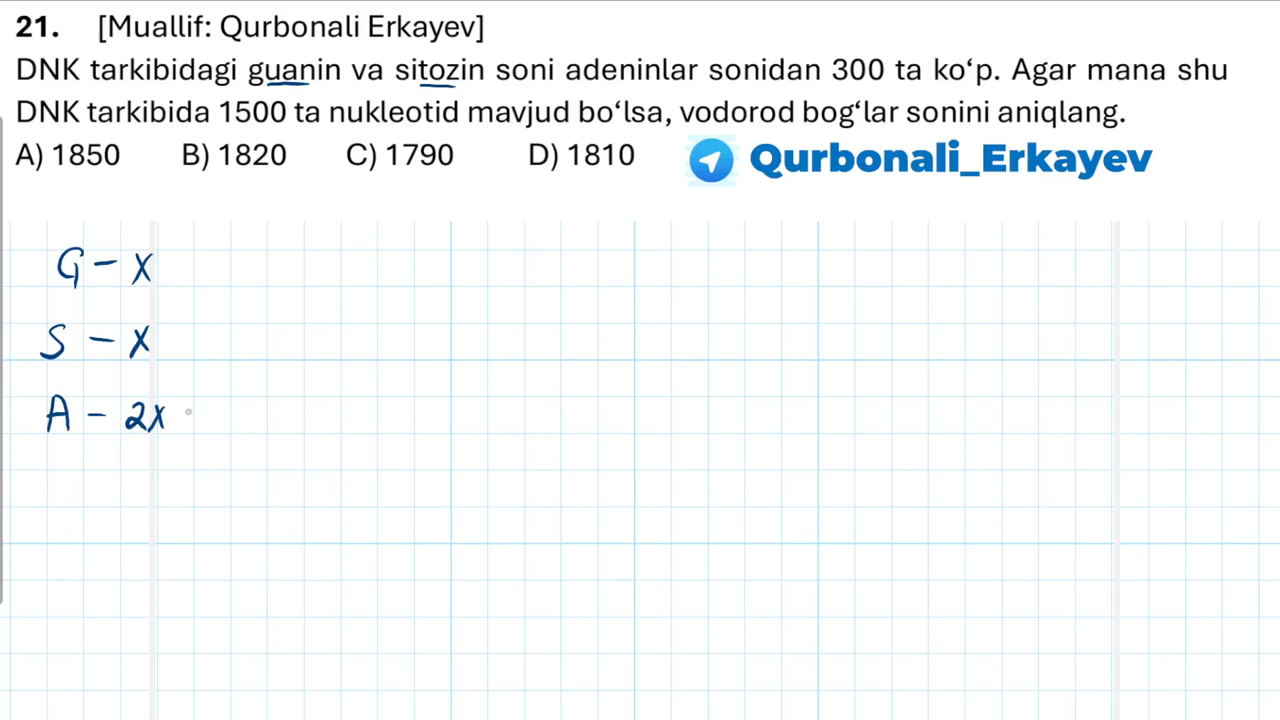 21. [Muallif: Qurbonali Erkayev]
DNK tarkibidagi guanin va sitozin soni adeninlar sonidan 300 ta ko‘p. Agar mana shu
DNK tarkibida 1500 ta nukleotid mavjud bo‘lsa, vodorod bog‘lar sonini aniqlang.
A) 1850 B) 1820 C) 1790 D) 1810 Qurbonali_Erkayev
G – x
S – x
A – 2x